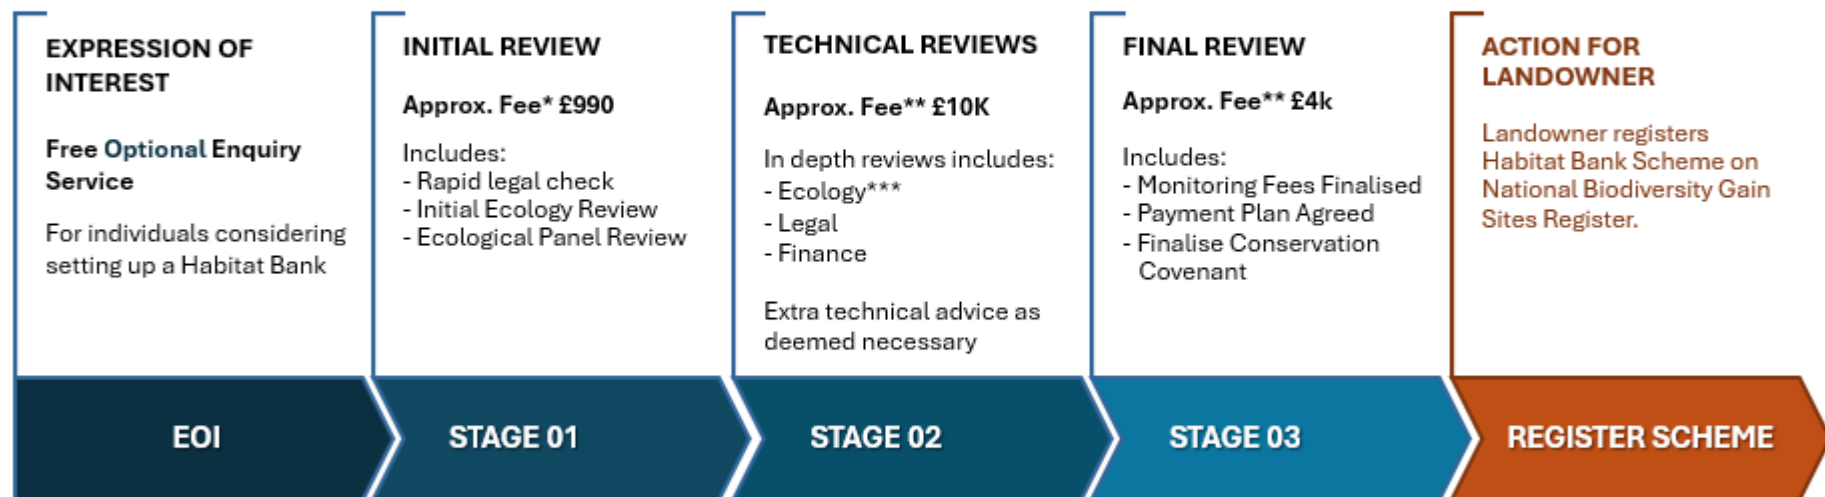 EXPRESSION OF
INTEREST
Free Optional Enquiry
Service
For individuals considering
setting up a Habitat Bank
EOI
INITIAL REVIEW
Approx. Fee* £990
Includes:
- Rapid legal check
- Initial Ecology Review
- Ecological Panel Review
STAGE 01
TECHNICAL REVIEWS
Approx. Fee** £10K
In depth reviews includes:
- Ecology***
- Legal
- Finance
Extra technical advice as
deemed necessary
STAGE 02
FINAL REVIEW
Approx. Fee** £4k
Includes:
- Monitoring Fees Finalised
- Payment Plan Agreed
- Finalise Conservation
Covenant
STAGE 03
ACTION FOR
LANDOWNER
Landowner registers
Habitat Bank Scheme on
National Biodiversity Gain
Sites Register.
REGISTER SCHEME